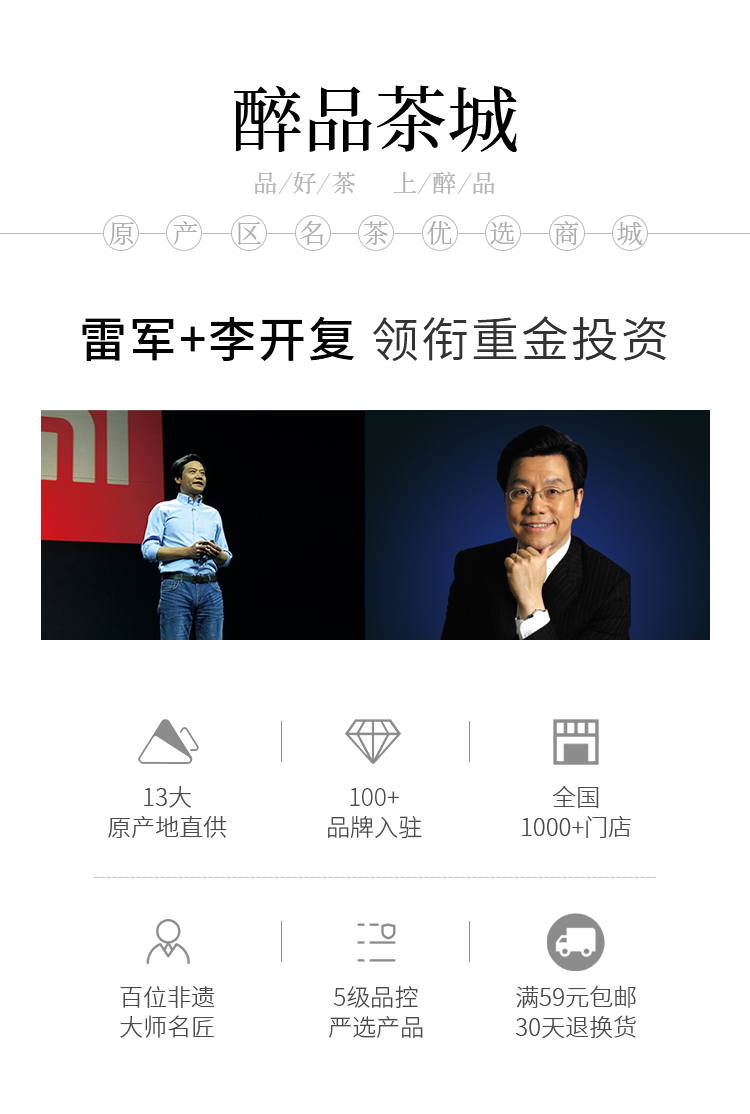 醉品茶城
品/好/茶 上/醉/品
原产区名茶优选商城
雷军+李开复 领衔重金投资
13大
原产地直供
100+
品牌入驻
全国
1000+门店
百位非遗
大师名匠
5级品控
严选产品
满59元包邮
30天退换货